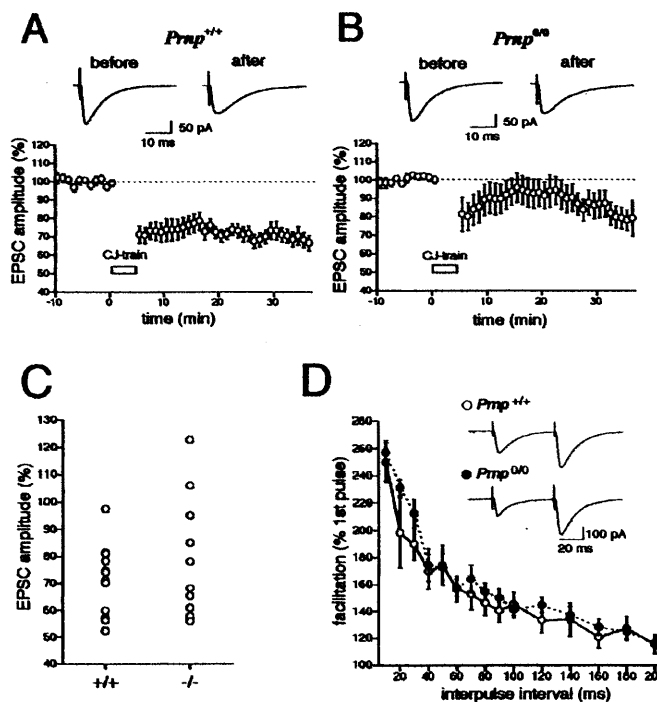 A
Prnp+/+
before
after
50 pA
10 ms
EPSC amplitude (%)
110
100
90
80
70
60
50
40
CJ-train
-10
0
10
20
30
time (min)
B
Prnp0/0
before
after
50 pA
10 ms
EPSC amplitude (%)
110
100
90
80
70
60
50
40
CJ-train
-10
0
10
20
30
time (min)
C
EPSC amplitude (%)
130
120
110
100
90
80
70
60
50
40
+/+
-/-
D
Prnp+/+
Prnp0/0
100 pA
20 ms
facilitation (% 1st pulse)
260
240
220
200
180
160
140
120
100
20
40
60
80
100
120
140
160
180
200
interpulse interval (ms)